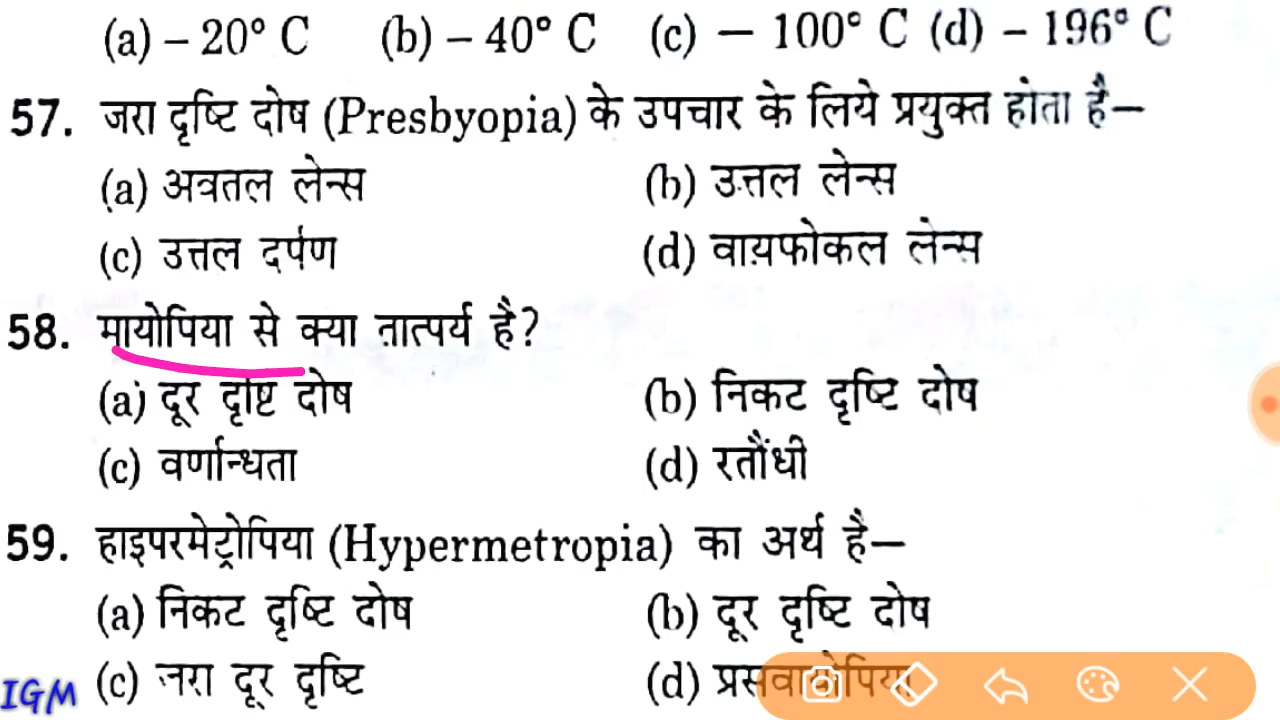 (a) – 20° C (b) – 40° C (c) – 100° C (d) – 196° C
57. जरा दृष्टि दोष (Presbyopia) के उपचार के लिये प्रयुक्त होता है—
(a) अवतल लेन्स (b) उत्तल लेन्स
(c) उत्तल दर्पण (d) वायफोकल लेन्स
58. मायोपिया से क्या तात्पर्य है?
(a) दूर दृष्टि दोष (b) निकट दृष्टि दोष
(c) वर्णान्धता (d) रतौंधी
59. हाइपरमेट्रोपिया (Hypermetropia) का अर्थ है—
(a) निकट दृष्टि दोष (b) दूर दृष्टि दोष
(c) जरा दूर दृष्टि (d)
IGM